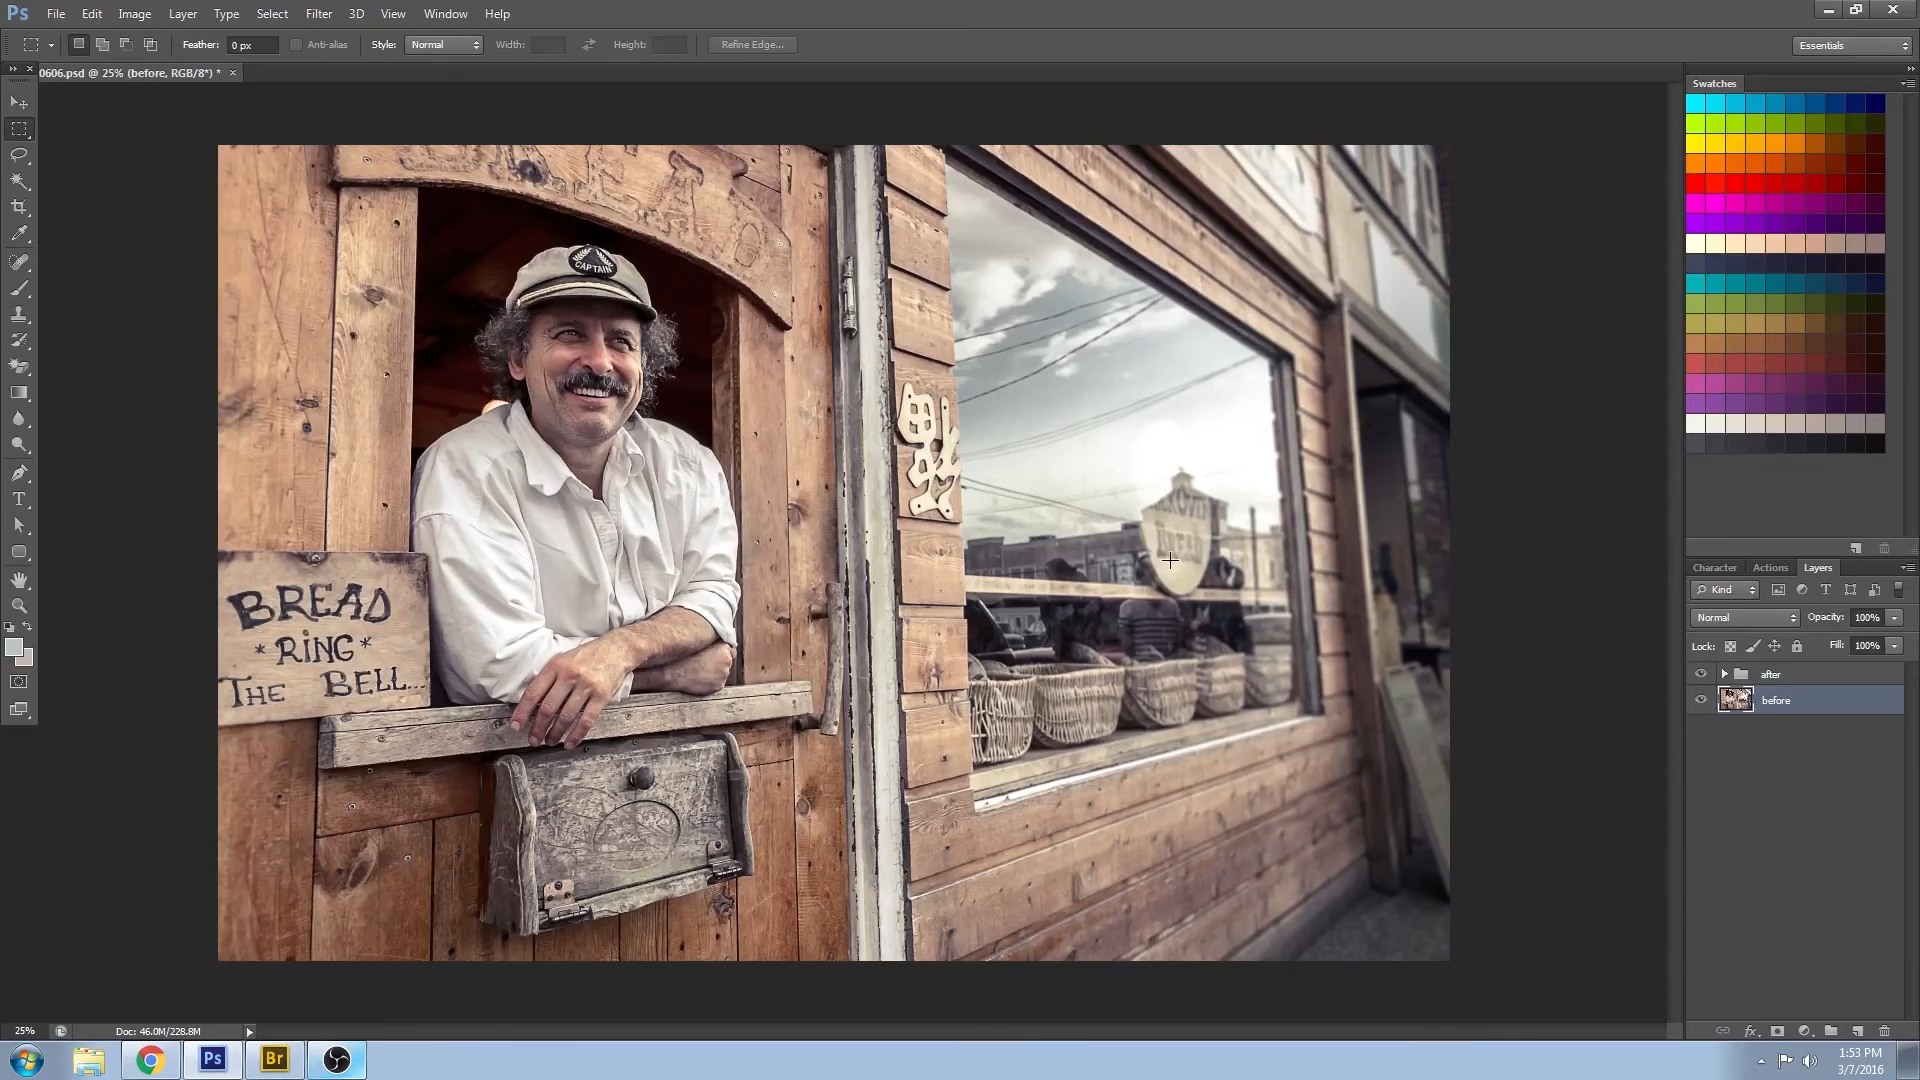 Ps File Edit Image Layer Type Select Filter 3D View Window Help
Feather: 0 px Anti-alias Style: Normal Width: Height: Refine Edge... Essentials
0606.psd @ 25% (before, RGB/8*) * ×
Swatches
CAPTAIN
BREAD
BREAD
*RING*
THE BELL...
Character Actions Layers
Kind
Normal Opacity: 100%
Lock: Fill: 100%
after
before
25% Doc: 46.0M/228.8M
Ps Br
1:53 PM
3/7/2016